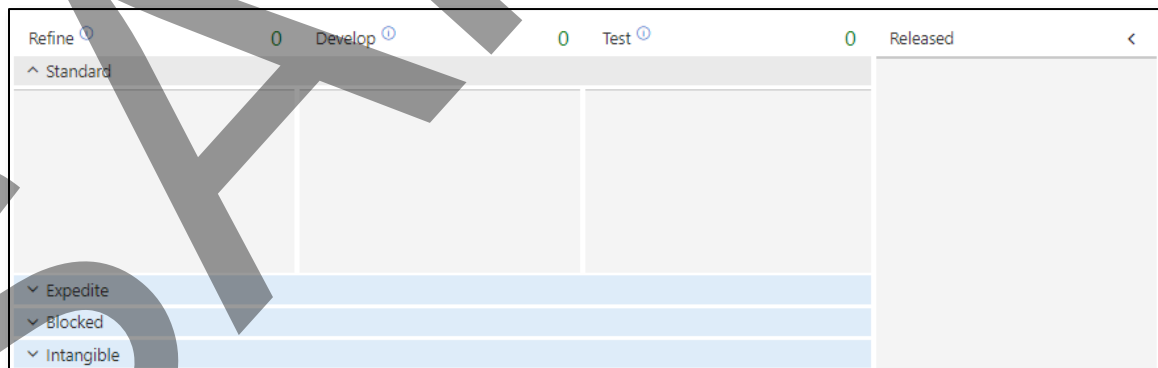 Refine 0 Develop 0 Test 0 Released
Standard
Expedite
Blocked
Intangible